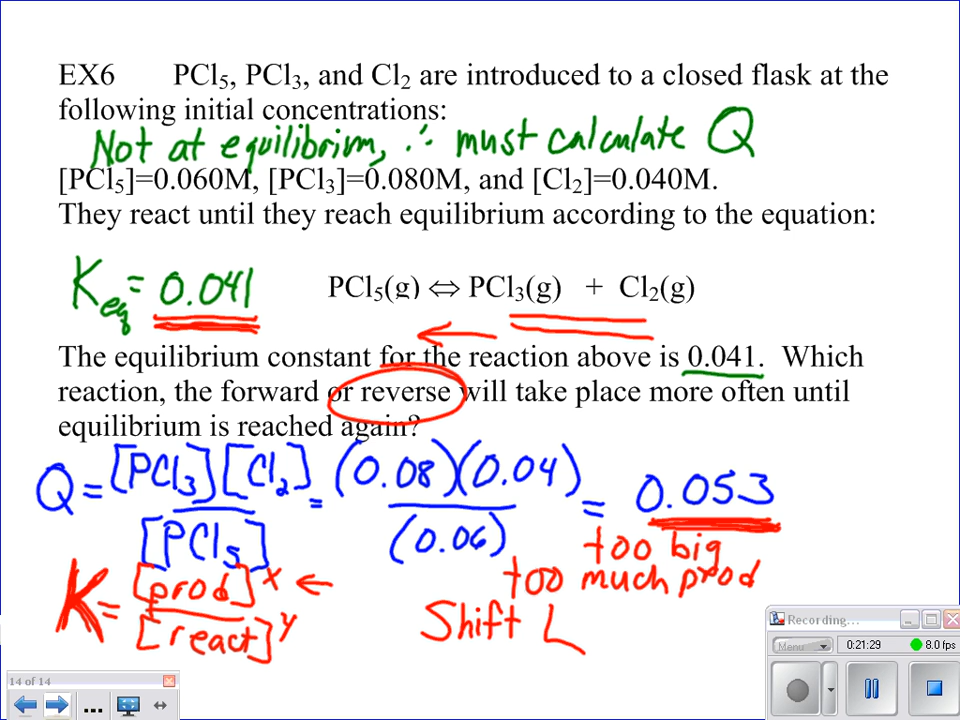 EX6 PCl₅, PCl₃, and Cl₂ are introduced to a closed flask at the
following initial concentrations:
Not at equilibrium, ∴ must calculate Q
[PCl₅]=0.060M, [PCl₃]=0.080M, and [Cl₂]=0.040M.
They react until they reach equilibrium according to the equation:
Keq = 0.041 PCl₅(g) ⇔ PCl₃(g) + Cl₂(g)
←
The equilibrium constant for the reaction above is 0.041. Which
reaction, the forward or reverse will take place more often until
equilibrium is reached again?
Q = [PCl₃][Cl₂] / [PCl₅] = (0.08)(0.04) / (0.06) = 0.053
too big
too much prod
K = [prod]ˣ / [react]ʸ ←
Shift L
Recording...
Menu 0:21:29 8.0 fps
14 of 14